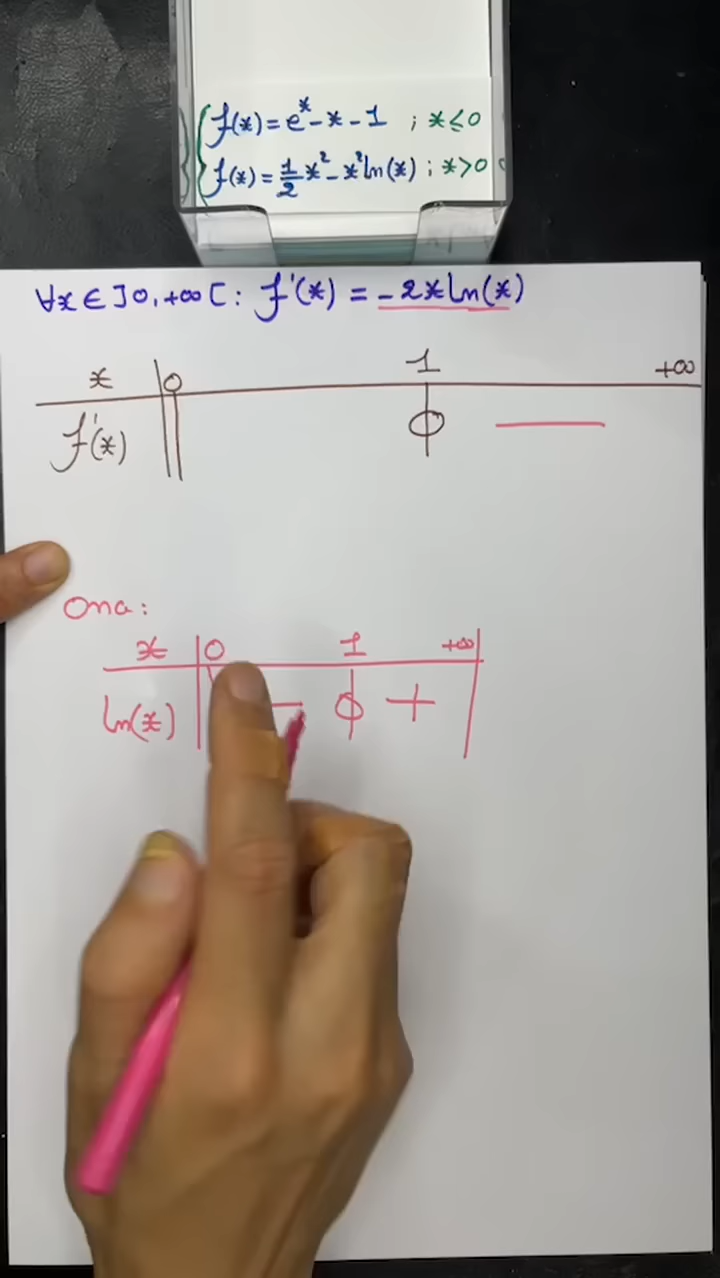 f(x) = e^x - x - 1 ; x ≤ 0
f(x) = 1/2 x² - x² ln(x) ; x > 0
∀x ∈ ]0, +∞[ : f'(x) = -2x ln(x)
x 0 1 +∞
f'(x) || 0 —
On a :
x 0 1 +∞
ln(x) - 0 +